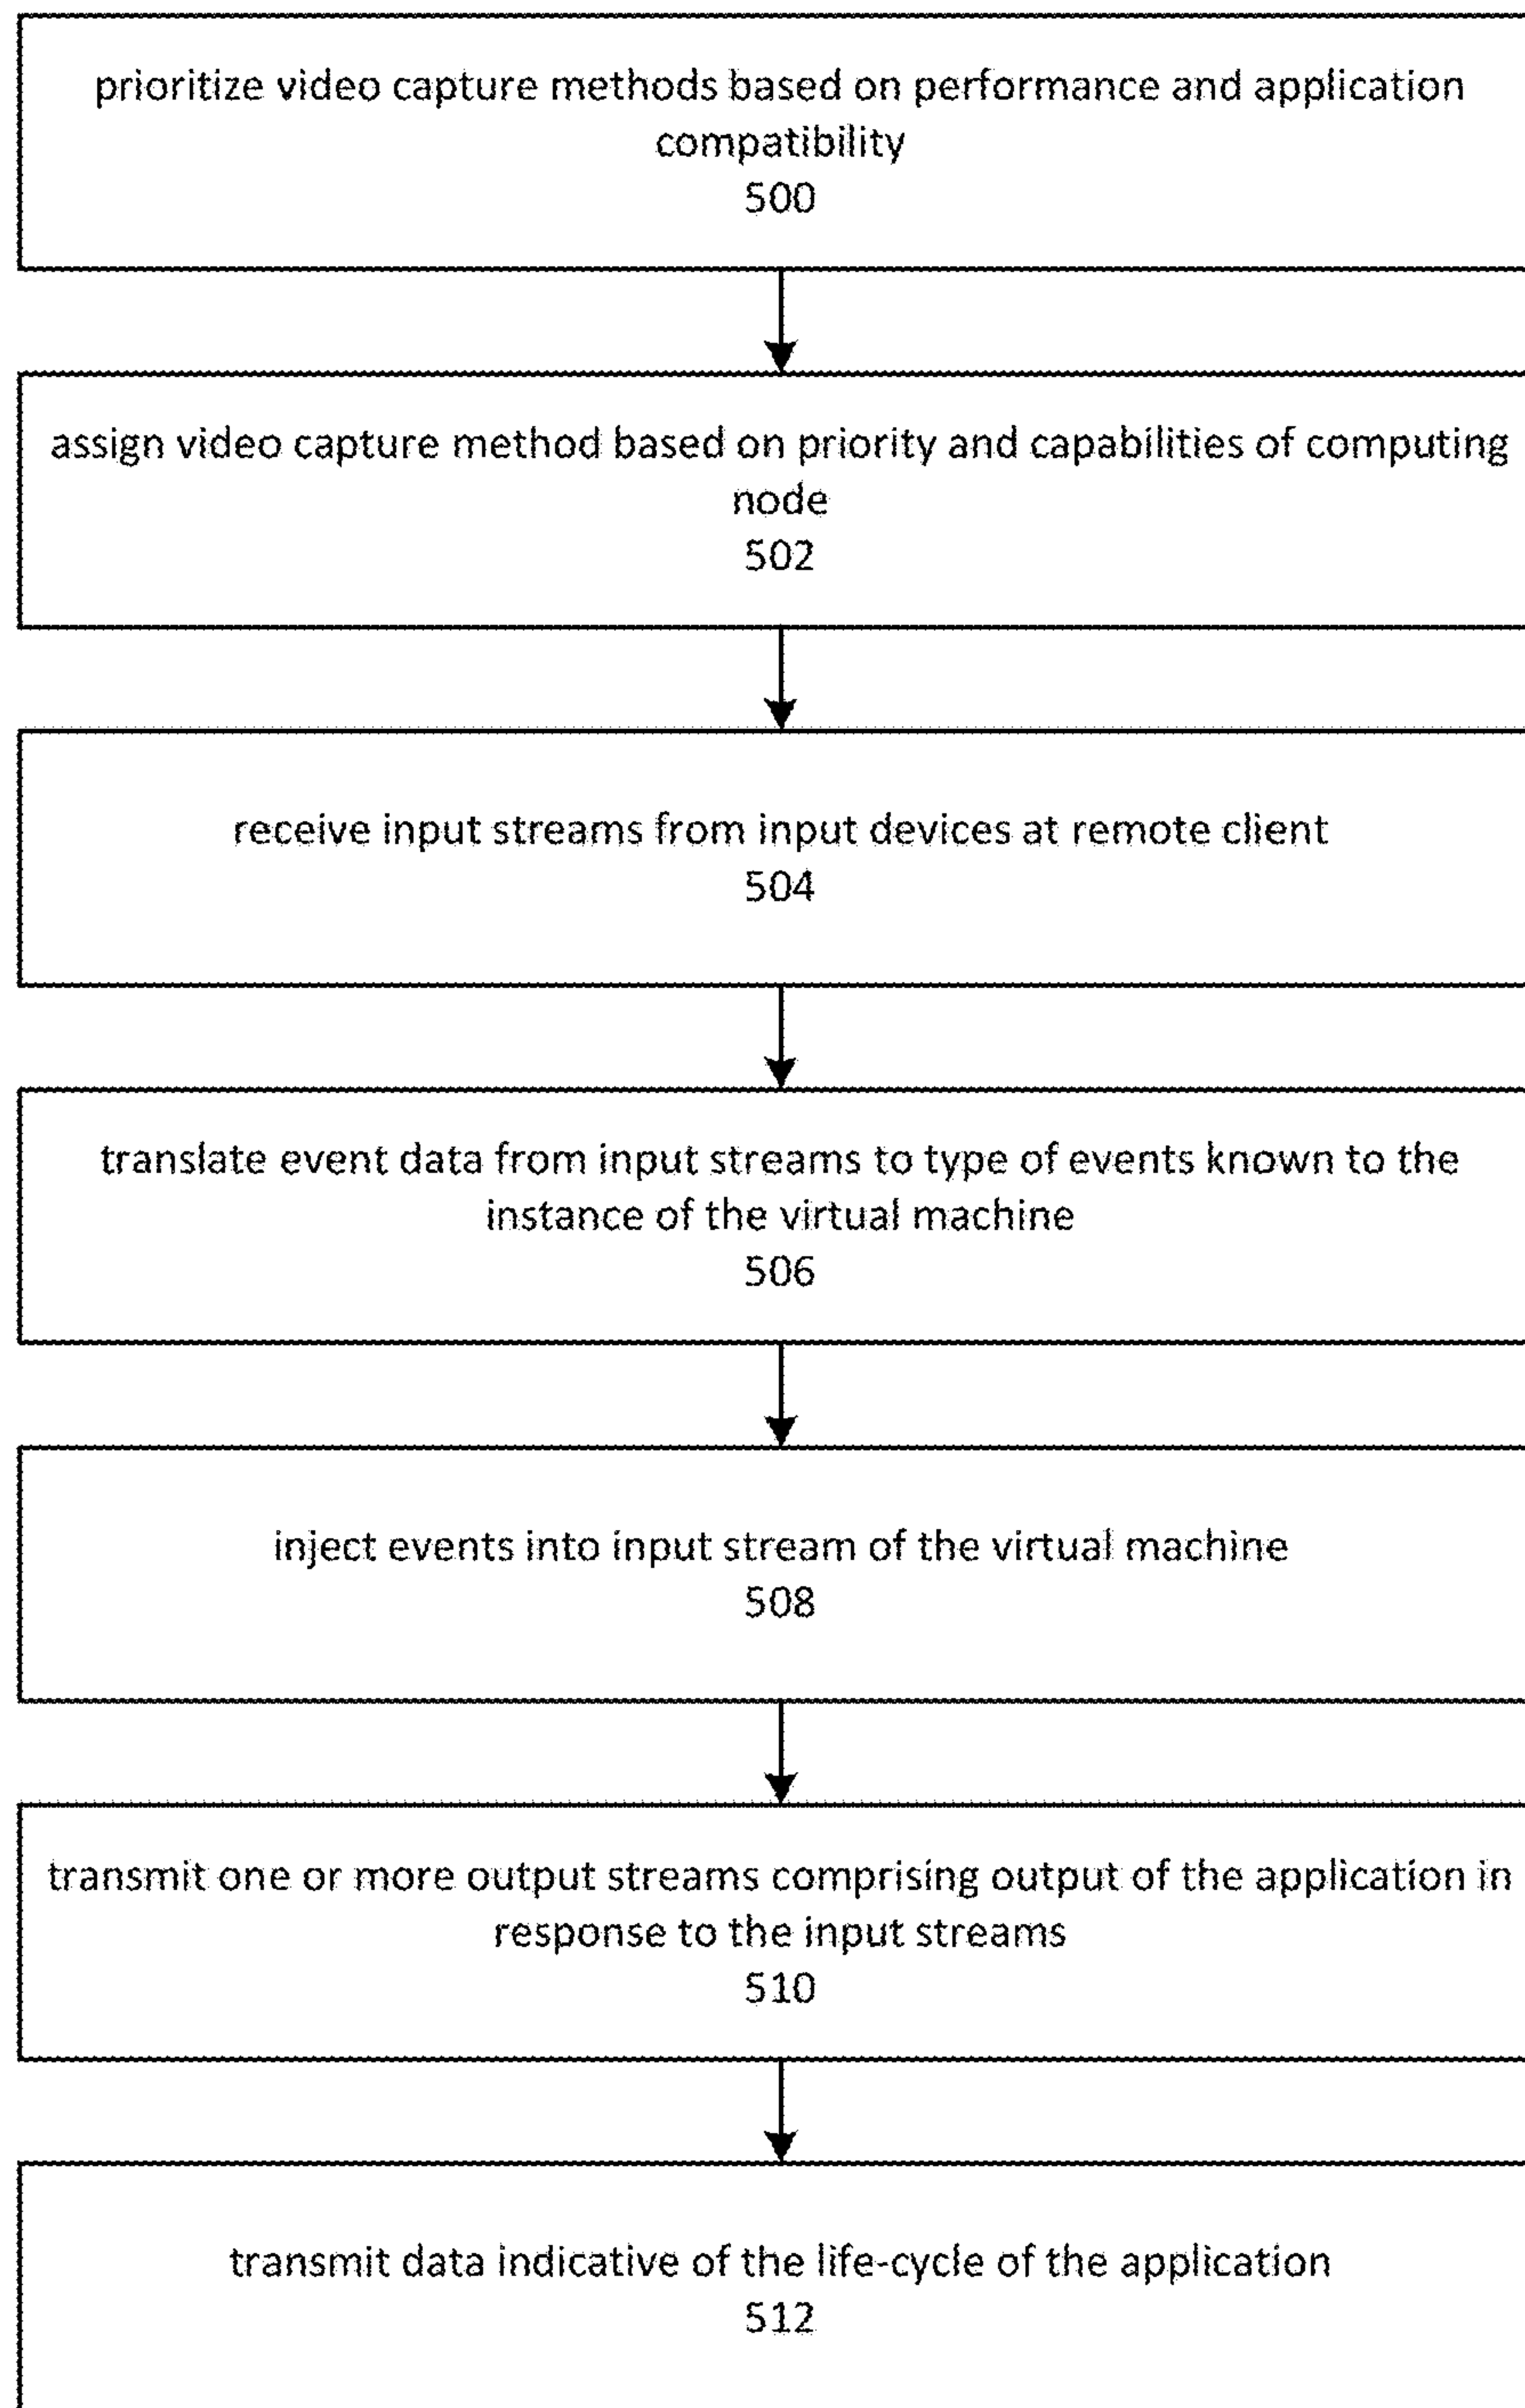 prioritize video capture methods based on performance and application
compatibility
500
assign video capture method based on priority and capabilities of computing
node
502
receive input streams from input devices at remote client
504
translate event data from input streams to type of events known to the
instance of the virtual machine
506
inject events into input stream of the virtual machine
508
transmit one or more output streams comprising output of the application in
response to the input streams
510
transmit data indicative of the life-cycle of the application
512